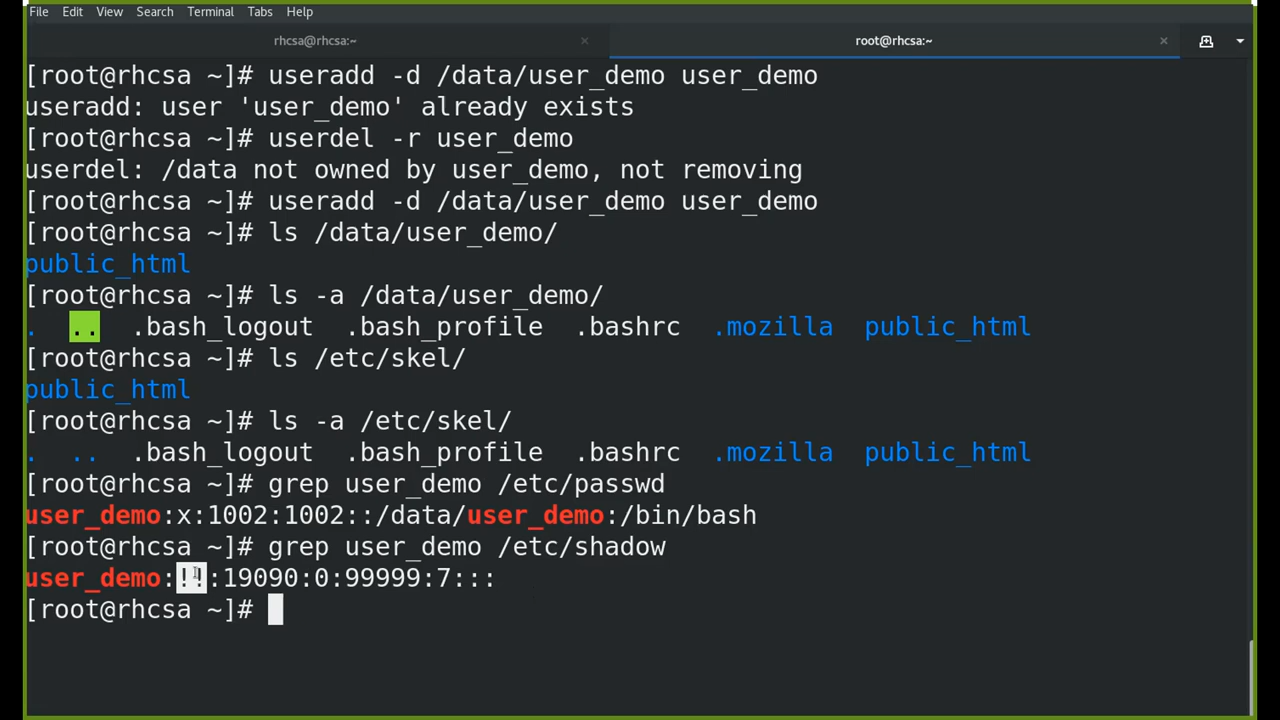 File Edit View Search Terminal Tabs Help
rhcsa@rhcsa:~ × root@rhcsa:~ ×
[root@rhcsa ~]# useradd -d /data/user_demo user_demo
useradd: user 'user_demo' already exists
[root@rhcsa ~]# userdel -r user_demo
userdel: /data not owned by user_demo, not removing
[root@rhcsa ~]# useradd -d /data/user_demo user_demo
[root@rhcsa ~]# ls /data/user_demo/
public_html
[root@rhcsa ~]# ls -a /data/user_demo/
. .. .bash_logout .bash_profile .bashrc .mozilla public_html
[root@rhcsa ~]# ls /etc/skel/
public_html
[root@rhcsa ~]# ls -a /etc/skel/
. .. .bash_logout .bash_profile .bashrc .mozilla public_html
[root@rhcsa ~]# grep user_demo /etc/passwd
user_demo:x:1002:1002::/data/user_demo:/bin/bash
[root@rhcsa ~]# grep user_demo /etc/shadow
user_demo:!!:19090:0:99999:7:::
[root@rhcsa ~]#